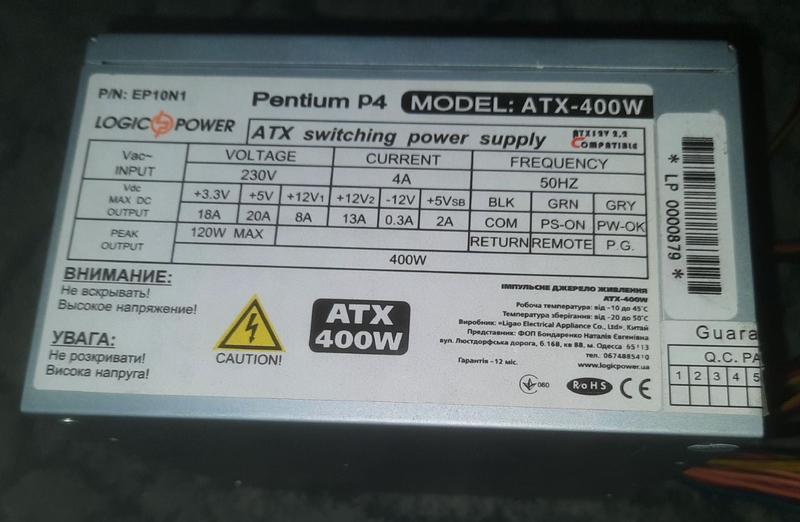 P/N: EP10N1
Pentium P4 MODEL: ATX-400W
LOGIC POWER
ATX switching power supply
ATX12V 2.2
COMPATIBLE
Vac~ INPUT VOLTAGE CURRENT FREQUENCY
230V 4A 50HZ
Vdc MAX DC OUTPUT +3.3V +5V +12V1 +12V2 -12V +5VSB BLK GRN GRY
18A 20A 8A 13A 0.3A 2A COM PS-ON PW-OK
PEAK OUTPUT 120W MAX RETURN REMOTE P.G.
400W
ВНИМАНИЕ:
Не вскрывать!
Высокое напряжение!
УВАГА:
Не розкривати!
Висока напруга!
CAUTION!
ATX
400W
ІМПУЛЬСНЕ ДЖЕРЕЛО ЖИВЛЕННЯ
ATX-400W
Робоча температура: від -10 до 45°C
Температура зберігання: від -20 до 50°C
Виробник: «Ligao Electrical Appliance Co., Ltd», Китай
Представник: ФОП Бондаренко Наталія Євгенівна
вул. Люстдорфська дорога, б.168, кв 88, м. Одеса 65113
тел. 0674885410
Гарантія -12 міс. www.logicpower.ua
060
RoHS
CE
* LP 0000879 *
Guara
Q.C. PA
1 2 3 4 5